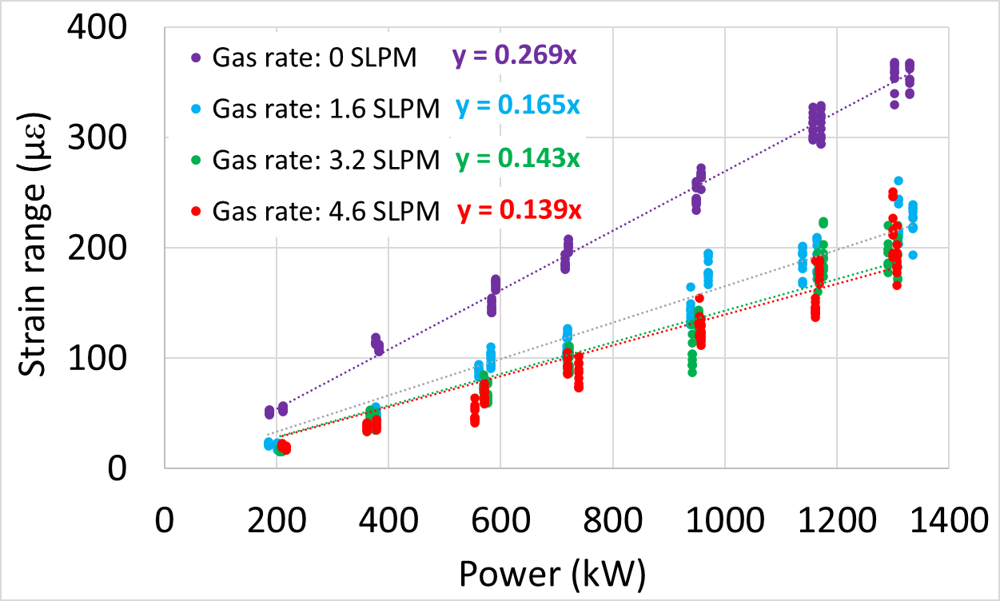 400
300
200
100
0
Strain range (με)
Gas rate: 0 SLPM y = 0.269x
Gas rate: 1.6 SLPM y = 0.165x
Gas rate: 3.2 SLPM y = 0.143x
Gas rate: 4.6 SLPM y = 0.139x
0 200 400 600 800 1000 1200 1400
Power (kW)